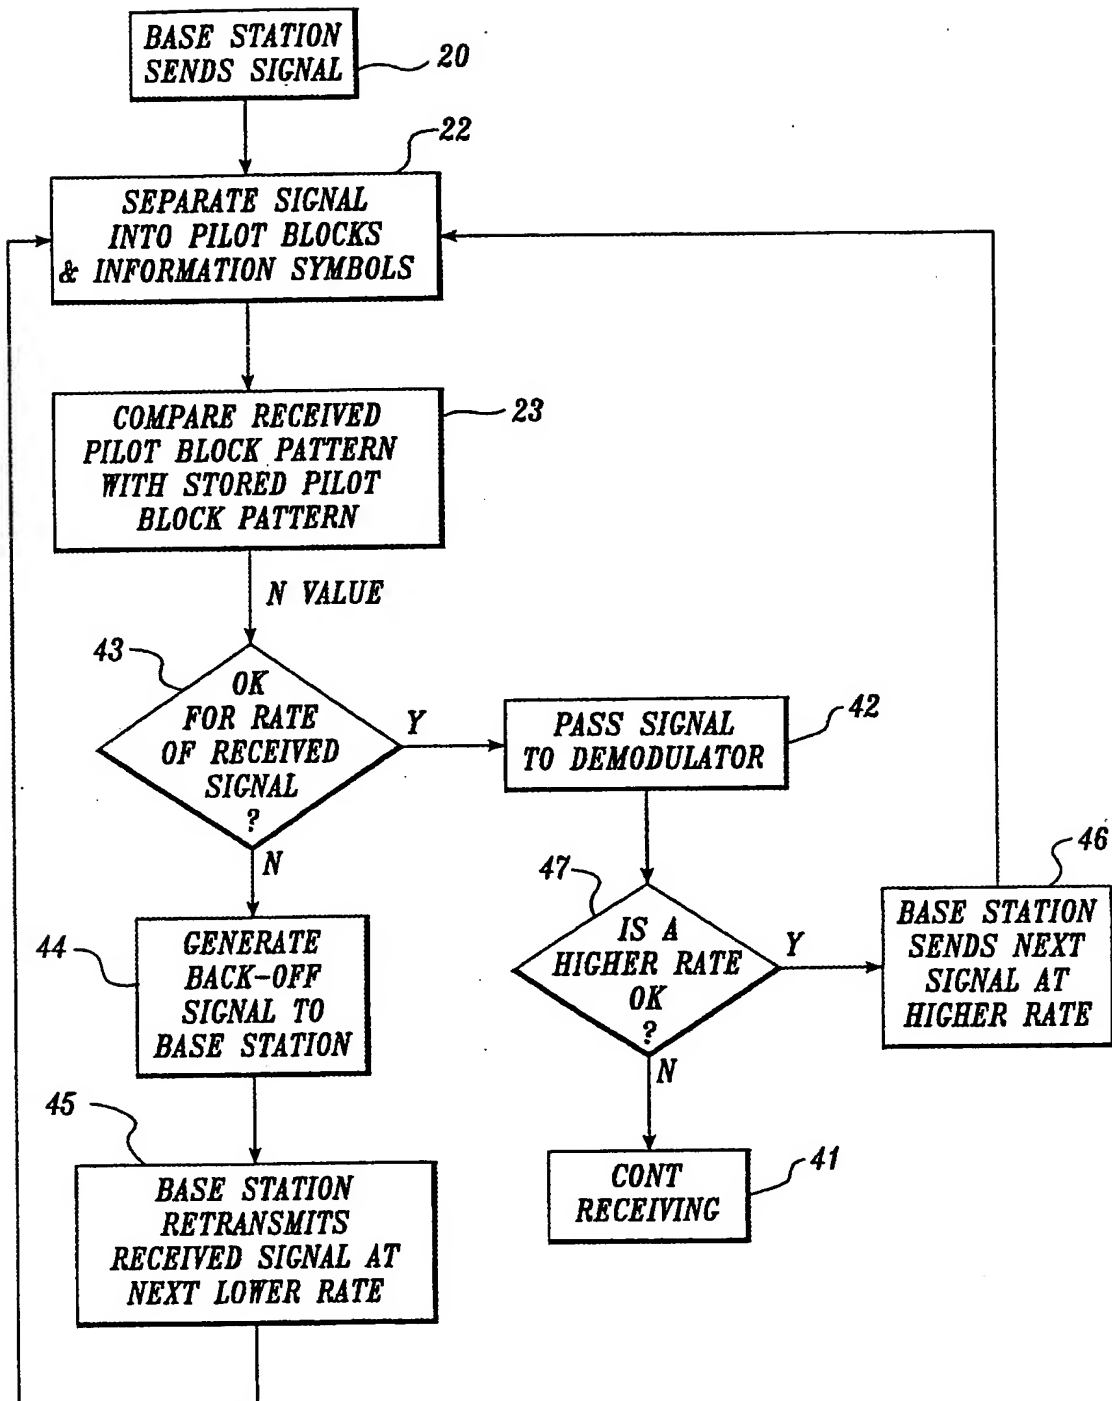 BASE STATION
SENDS SIGNAL
20
22
SEPARATE SIGNAL
INTO PILOT BLOCKS
& INFORMATION SYMBOLS
23
COMPARE RECEIVED
PILOT BLOCK PATTERN
WITH STORED PILOT
BLOCK PATTERN
N VALUE
43
OK
FOR RATE
OF RECEIVED
SIGNAL
?
Y
N
PASS SIGNAL
TO DEMODULATOR
42
47
IS A
HIGHER RATE
OK
?
Y
N
46
BASE STATION
SENDS NEXT
SIGNAL AT
HIGHER RATE
44
GENERATE
BACK-OFF
SIGNAL TO
BASE STATION
45
BASE STATION
RETRANSMITS
RECEIVED SIGNAL AT
NEXT LOWER RATE
CONT
RECEIVING
41